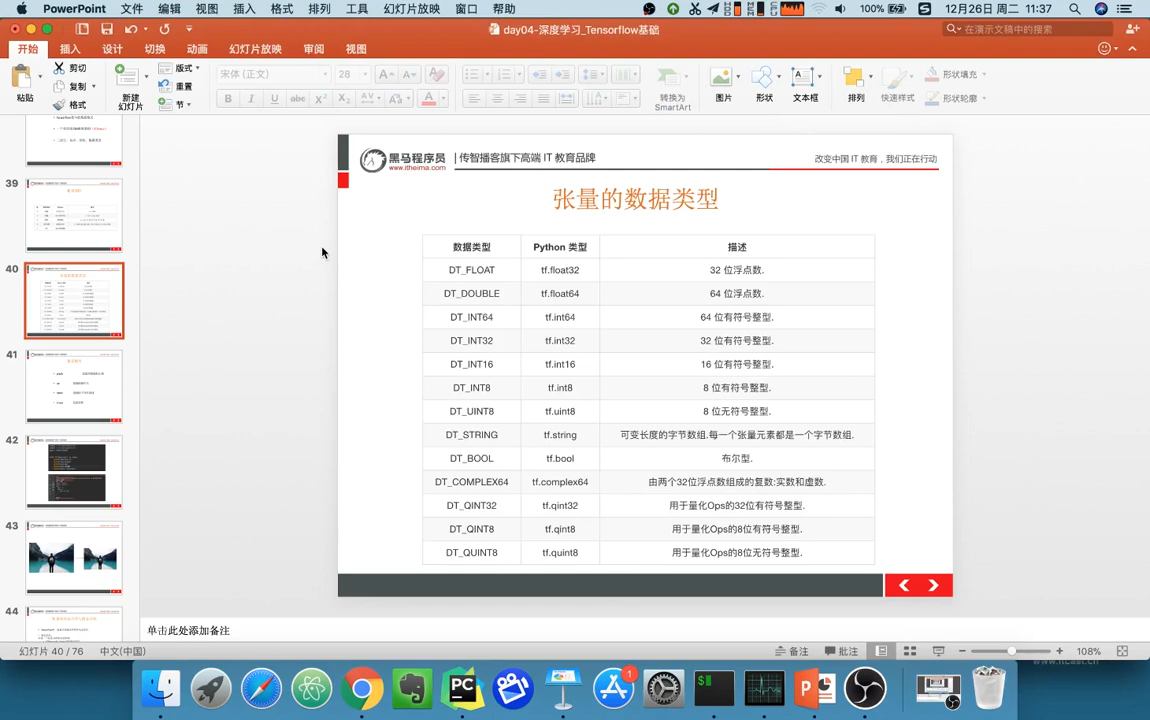 PowerPoint 文件 编辑 视图 插入 格式 排列 工具 幻灯片放映 窗口 帮助 100% 12月26日 周二 11:37
day04-深度学习_Tensorflow基础
在演示文稿中的搜索
开始 插入 设计 切换 动画 幻灯片放映 审阅 视图
粘贴 剪切 复制 格式 新建幻灯片 版式 重置 节 宋体 (正文) 28 转换为 SmartArt 图片 形状 文本框 排列 快速样式 形状填充 形状轮廓
39
40
41
42
43
44
黑马程序员 | 传智播客旗下高端 IT 教育品牌
www.itheima.com
改变中国 IT 教育，我们正在行动
张量的数据类型
数据类型 Python 类型 描述
DT_FLOAT tf.float32 32 位浮点数.
DT_DOUBLE tf.float64 64 位浮点数.
DT_INT64 tf.int64 64 位有符号整型.
DT_INT32 tf.int32 32 位有符号整型.
DT_INT16 tf.int16 16 位有符号整型.
DT_INT8 tf.int8 8 位有符号整型.
DT_UINT8 tf.uint8 8 位无符号整型.
DT_STRING tf.string 可变长度的字节数组.每一个张量元素都是一个字节数组.
DT_BOOL tf.bool 布尔型.
DT_COMPLEX64 tf.complex64 由两个32位浮点数组成的复数:实数和虚数.
DT_QINT32 tf.qint32 用于量化Ops的32位有符号整型.
DT_QINT8 tf.qint8 用于量化Ops的8位有符号整型.
DT_QUINT8 tf.quint8 用于量化Ops的8位无符号整型.
单击此处添加备注
幻灯片 40 / 76 中文(中国) 备注 批注 108%
www.itcast.cn
PC
1